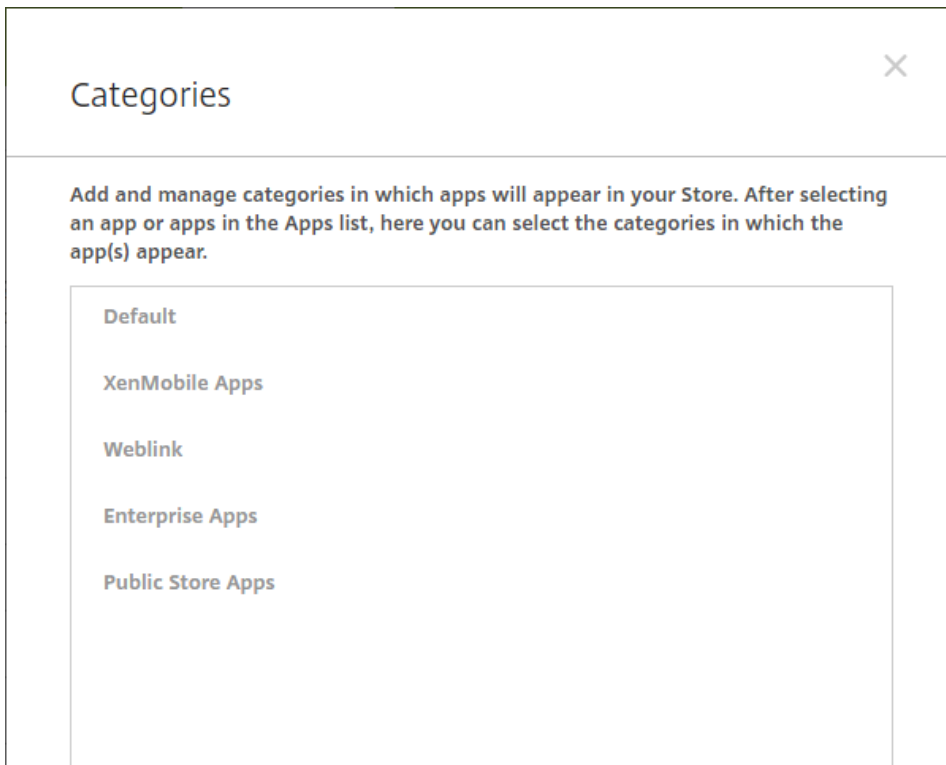 Categories
Add and manage categories in which apps will appear in your Store. After selecting
an app or apps in the Apps list, here you can select the categories in which the
app(s) appear.
Default
XenMobile Apps
Weblink
Enterprise Apps
Public Store Apps